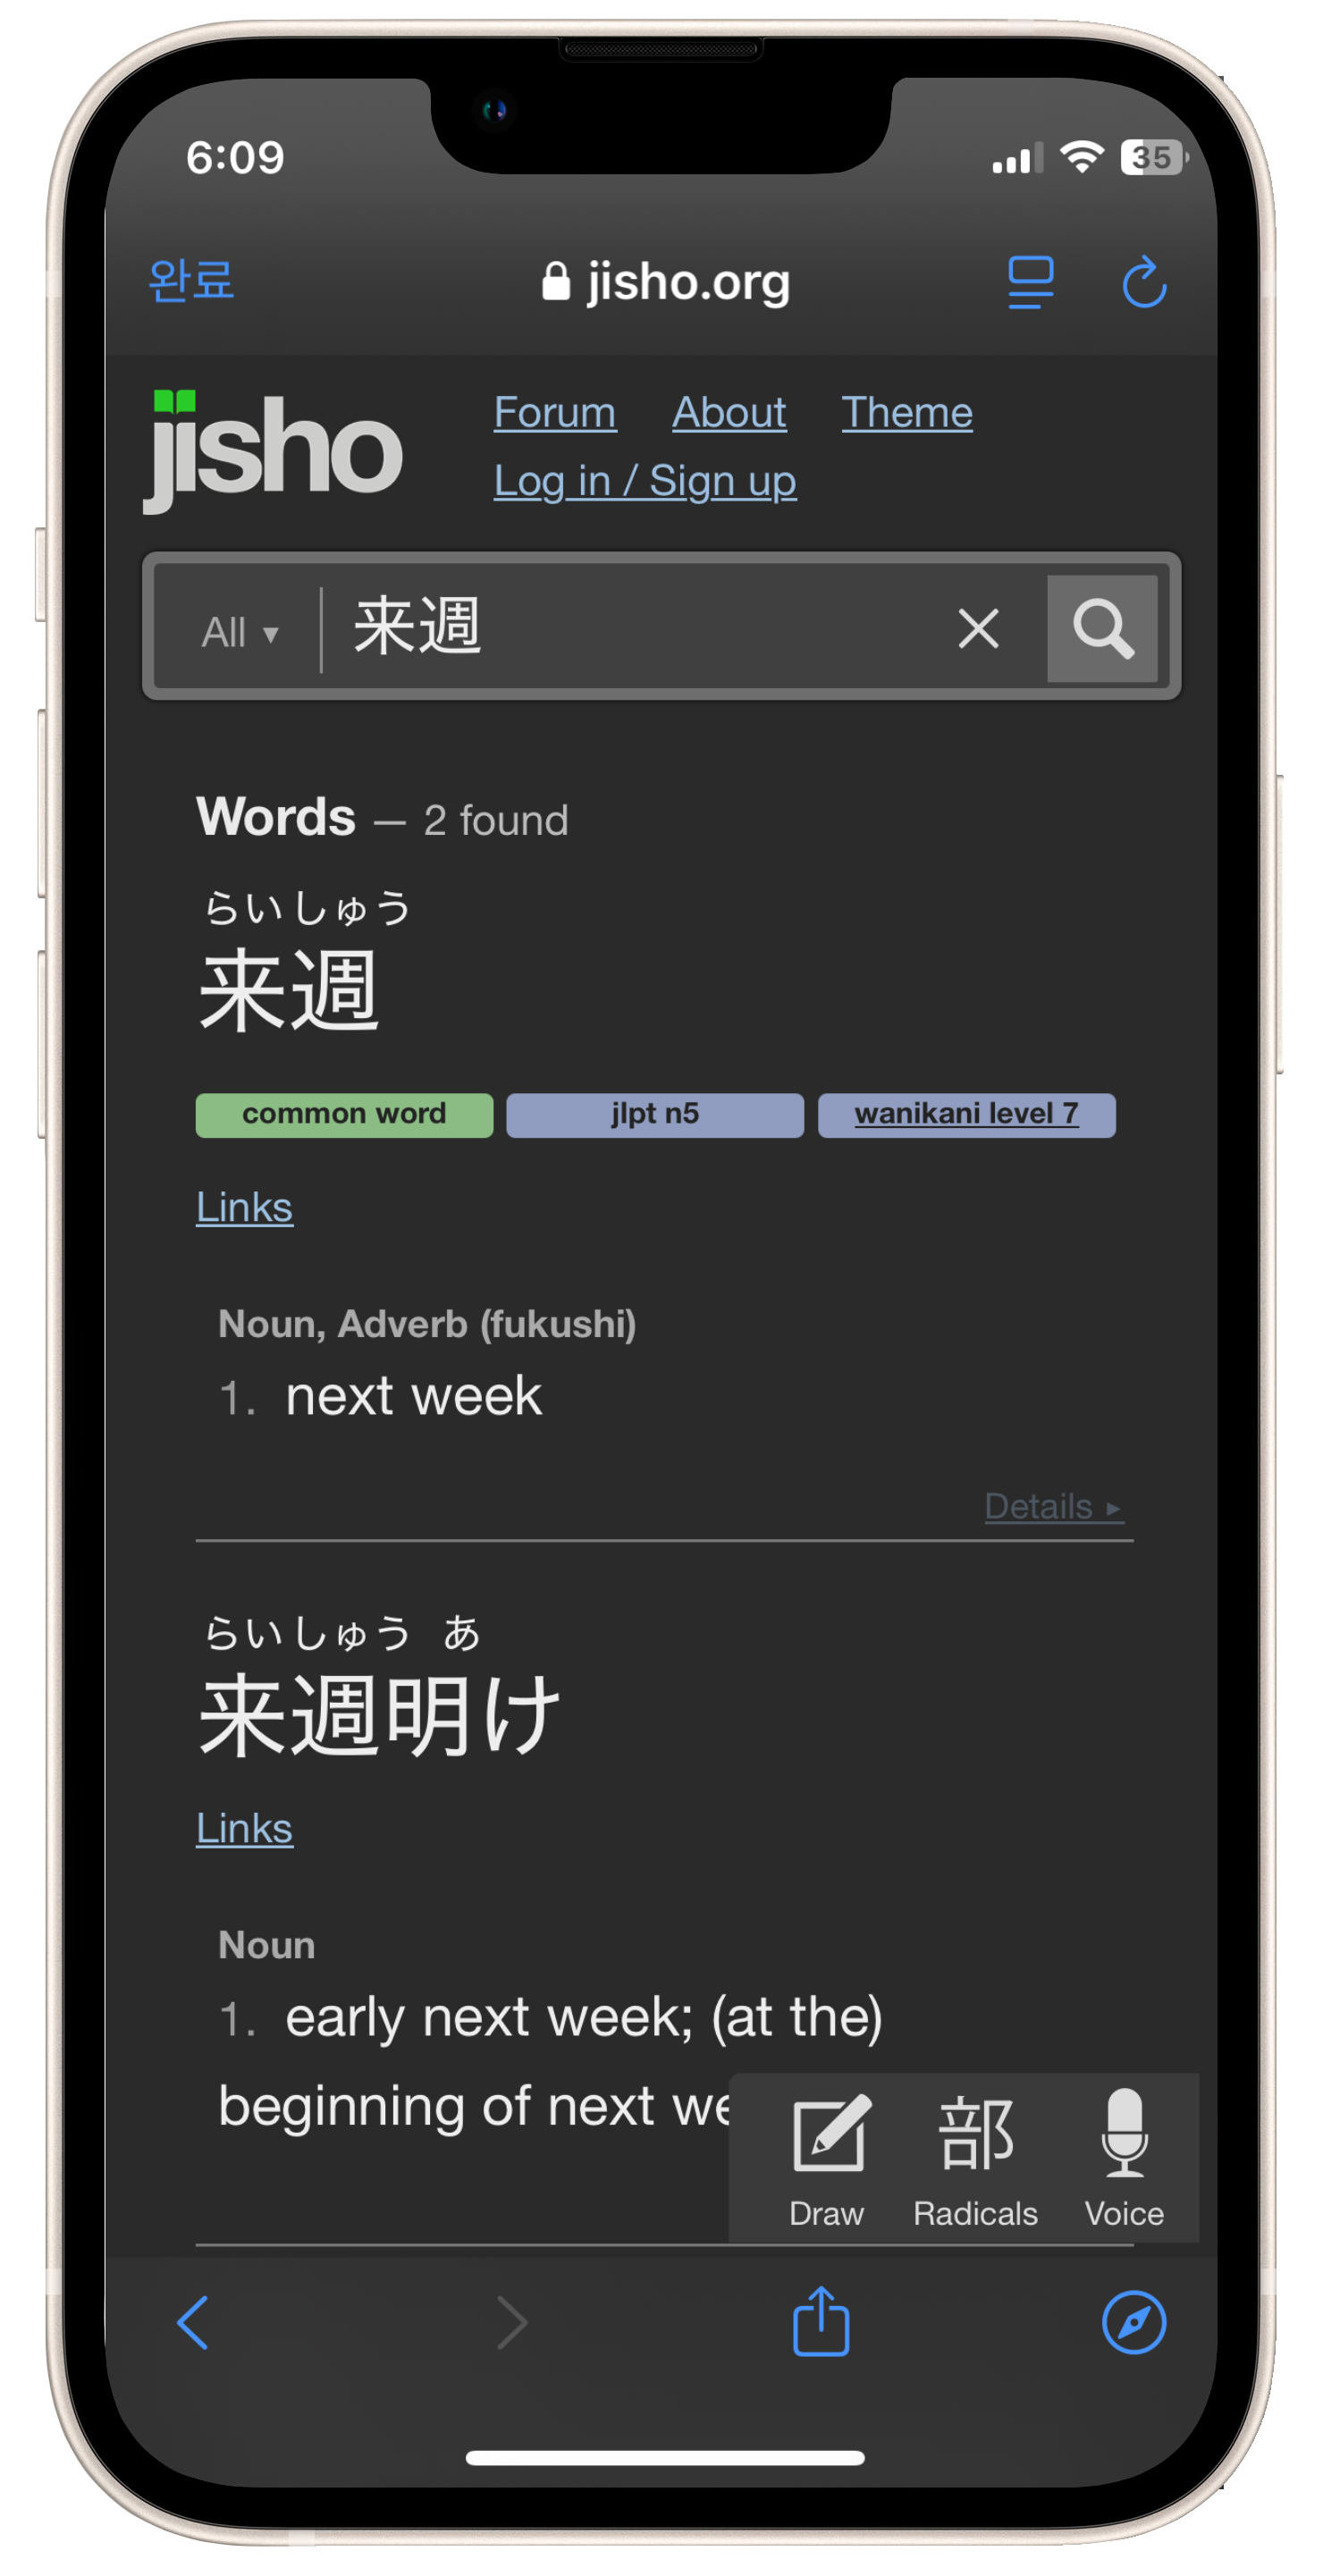 6:09
35
완료
jisho.org
jisho
Forum About Theme
Log in / Sign up
All ▾ 来週
Words — 2 found
らいしゅう
来週
common word jlpt n5 wanikani level 7
Links
Noun, Adverb (fukushi)
1. next week
Details ▸
らいしゅう あ
来週明け
Links
Noun
1. early next week; (at the)
beginning of next we
部
Draw Radicals Voice